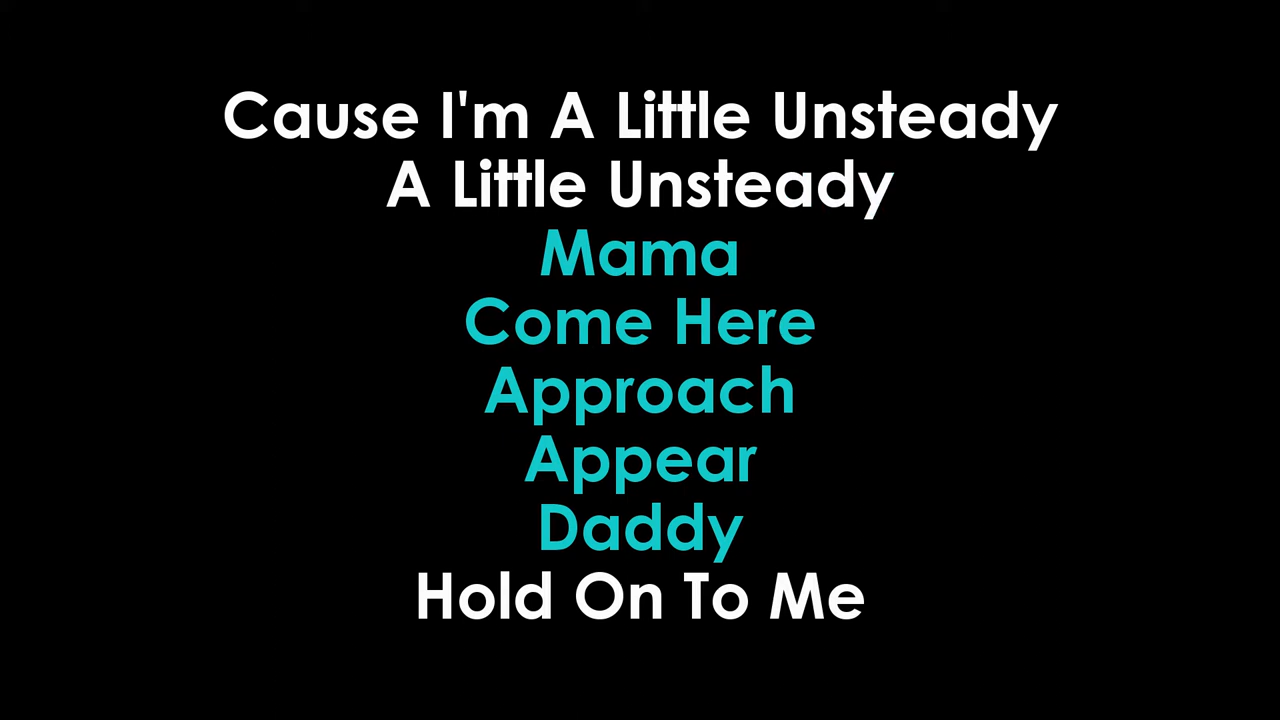 Cause I'm A Little Unsteady
A Little Unsteady
Mama
Come Here
Approach
Appear
Daddy
Hold On To Me